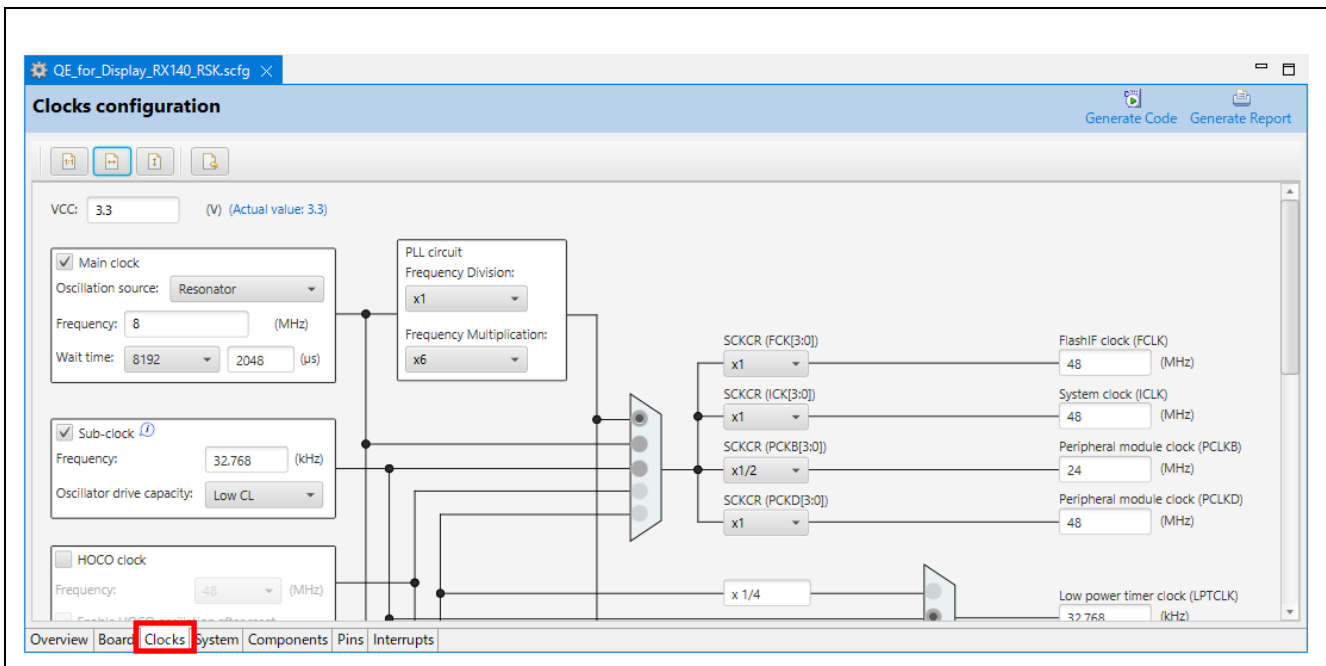 QE_for_Display_RX140_RSK.scfg
Clocks configuration
Generate Code Generate Report
VCC: 3.3 (V) (Actual value: 3.3)
Main clock
Oscillation source: Resonator
Frequency: 8 (MHz)
Wait time: 8192 2048 (μs)
PLL circuit
Frequency Division:
x1
Frequency Multiplication:
x6
Sub-clock
Frequency: 32.768 (kHz)
Oscillator drive capacity: Low CL
HOCO clock
Frequency: 48 (MHz)
Enable HOCO oscillation after reset
SCKCR (FCK[3:0])
x1
SCKCR (ICK[3:0])
x1
SCKCR (PCKB[3:0])
x1/2
SCKCR (PCKD[3:0])
x1
x 1/4
FlashIF clock (FCLK)
48 (MHz)
System clock (ICLK)
48 (MHz)
Peripheral module clock (PCLKB)
24 (MHz)
Peripheral module clock (PCLKD)
48 (MHz)
Low power timer clock (LPTCLK)
32.768 (kHz)
Overview Board Clocks System Components Pins Interrupts